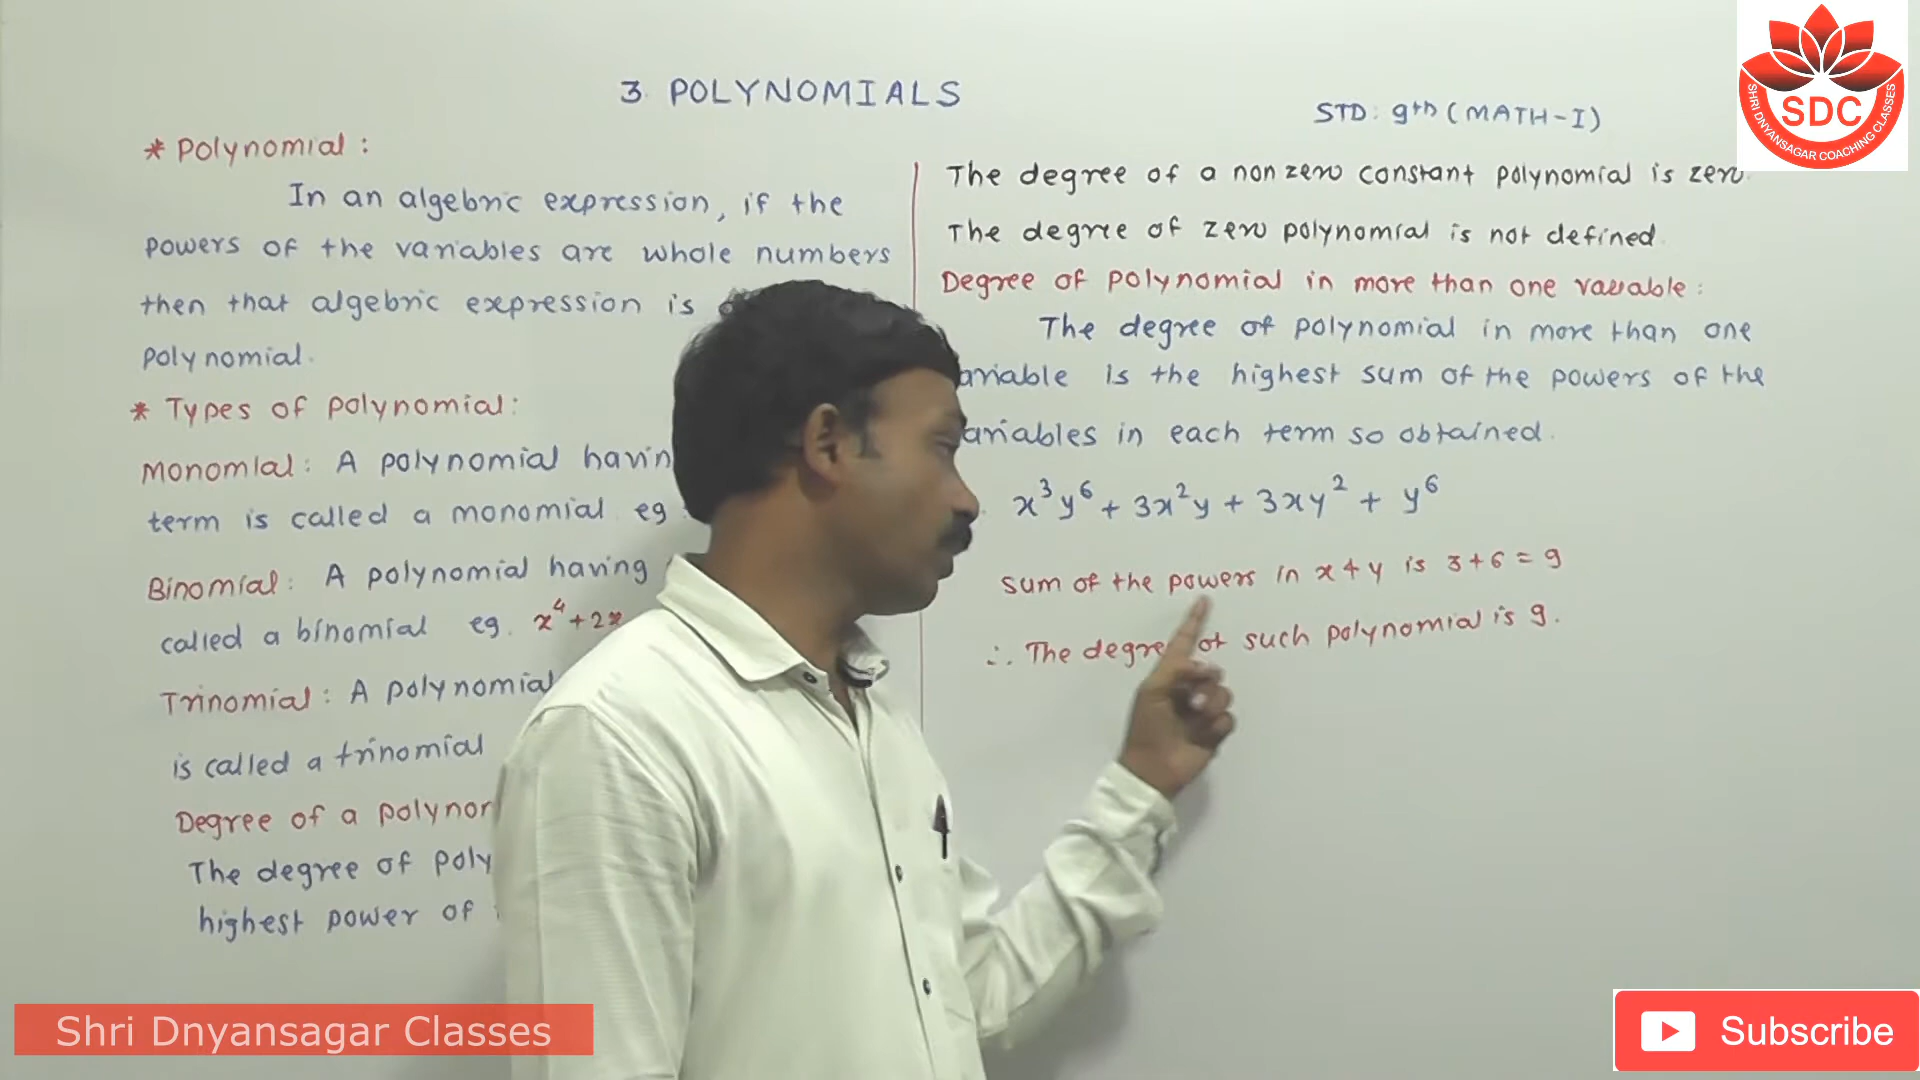 3. POLYNOMIALS
STD: 9th (MATH-I)
SDC
SHRI DNYANSAGAR COACHING CLASSES
* Polynomial:
In an algebric expression, if the
powers of the variables are whole numbers
then that algebric expression is
polynomial.
* Types of polynomial:
Monomial: A polynomial havin
term is called a monomial eg
Binomial: A polynomial having
called a binomial eg. x⁴+2x
Trinomial: A polynomial
is called a trinomial
Degree of a polynom
The degree of poly
highest power of
The degree of a nonzero constant polynomial is zero.
The degree of zero polynomial is not defined.
Degree of polynomial in more than one variable:
The degree of polynomial in more than one
ariable is the highest sum of the powers of the
ariables in each term so obtained.
x³y⁶ + 3x²y + 3xy² + y⁶
sum of the powers in x + y is 3+6 = 9
∴ The degree of such polynomial is 9.
Shri Dnyansagar Classes
Subscribe